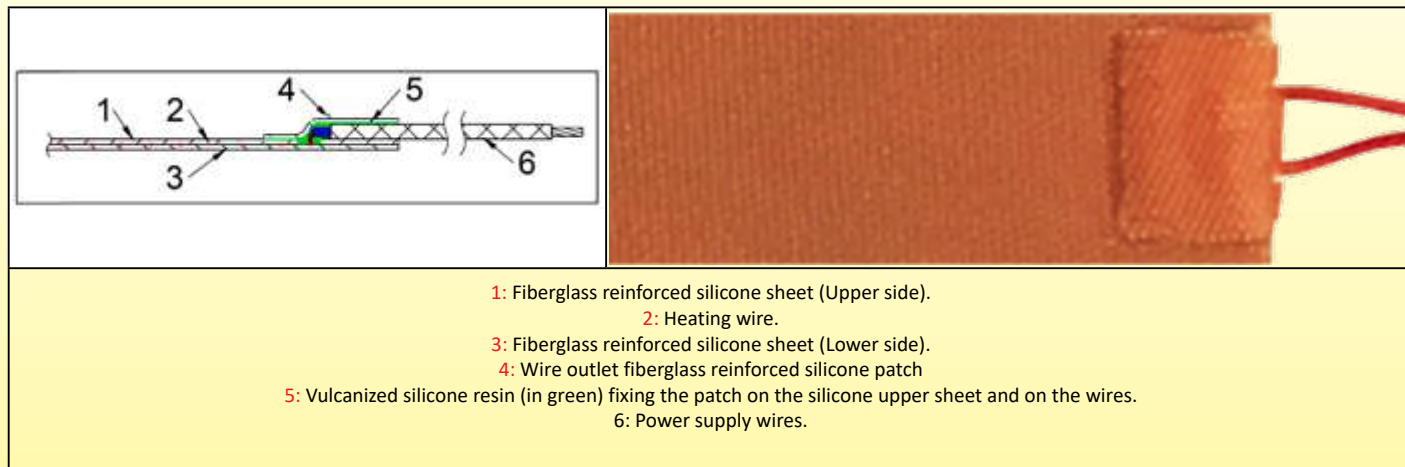 4 5
1 2
3 6
1: Fiberglass reinforced silicone sheet (Upper side).
2: Heating wire.
3: Fiberglass reinforced silicone sheet (Lower side).
4: Wire outlet fiberglass reinforced silicone patch
5: Vulcanized silicone resin (in green) fixing the patch on the silicone upper sheet and on the wires.
6: Power supply wires.